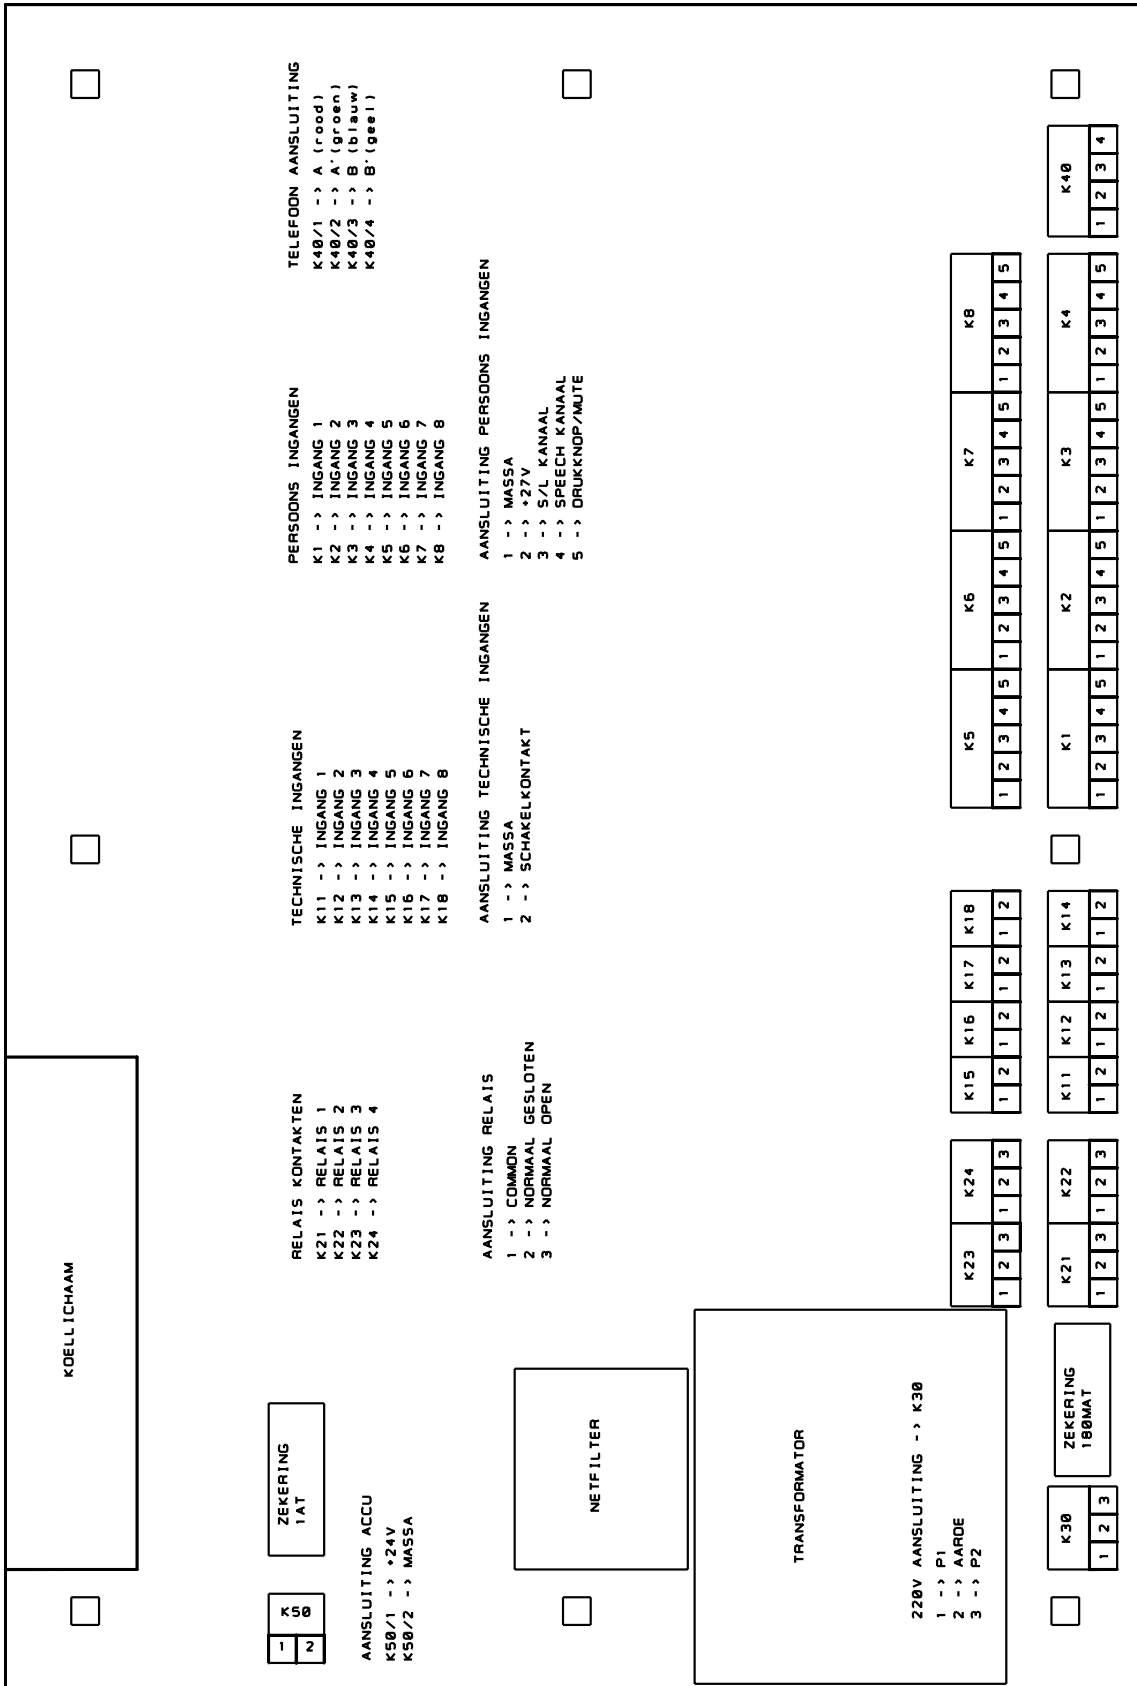 KOELLICHAAM
ZEKERING
1AT
K50
1 2
AANSLUITING ACCU
K50/1 -> +24V
K50/2 -> MASSA
RELAIS KONTAKTEN
K21 -> RELAIS 1
K22 -> RELAIS 2
K23 -> RELAIS 3
K24 -> RELAIS 4
TECHNISCHE INGANGEN
K11 -> INGANG 1
K12 -> INGANG 2
K13 -> INGANG 3
K14 -> INGANG 4
K15 -> INGANG 5
K16 -> INGANG 6
K17 -> INGANG 7
K18 -> INGANG 8
PERSOONS INGANGEN
K1 -> INGANG 1
K2 -> INGANG 2
K3 -> INGANG 3
K4 -> INGANG 4
K5 -> INGANG 5
K6 -> INGANG 6
K7 -> INGANG 7
K8 -> INGANG 8
TELEFOON AANSLUITING
K40/1 -> A (rood)
K40/2 -> A'(groen)
K40/3 -> B (blauw)
K40/4 -> B'(geel)
AANSLUITING RELAIS
1 -> COMMON
2 -> NORMAAL GESLOTEN
3 -> NORMAAL OPEN
AANSLUITING TECHNISCHE INGANGEN
1 -> MASSA
2 -> SCHAKELKONTAKT
AANSLUITING PERSOONS INGANGEN
1 -> MASSA
2 -> +27V
3 -> S/L KANAAL
4 -> SPEECH KANAAL
5 -> DRUKKNOP/MUTE
NETFILTER
TRANSFORMATOR
220V AANSLUITING -> K30
1 -> P1
2 -> AARDE
3 -> P2
K23 K24 K15 K16 K17 K18 K5 K6 K7 K8
1 2 3 1 2 3 1 2 1 2 1 2 1 2 1 2 3 4 5 1 2 3 4 5 1 2 3 4 5 1 2 3 4 5
K30
1 2 3
ZEKERING
180MAT
K21 K22 K11 K12 K13 K14 K1 K2 K3 K4 K40
1 2 3 1 2 3 1 2 1 2 1 2 1 2 1 2 3 4 5 1 2 3 4 5 1 2 3 4 5 1 2 3 4 5 1 2 3 4